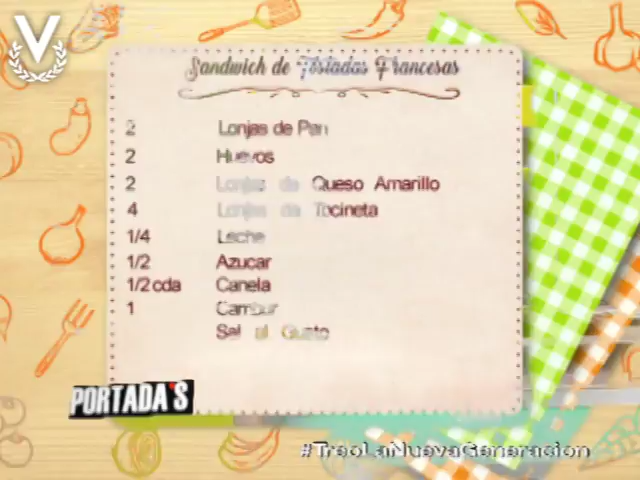 V
Sandwich de Tostadas Francesas
2 Lonjas de Pan
2 Huevos
2 Lonjas de Queso Amarillo
4 Lonjas de Tocineta
1/4 Leche
1/2 Azucar
1/2 cda Canela
1 Cambur
Sal al Gusto
PORTADA'S
#TreoLaNuevaGeneracion